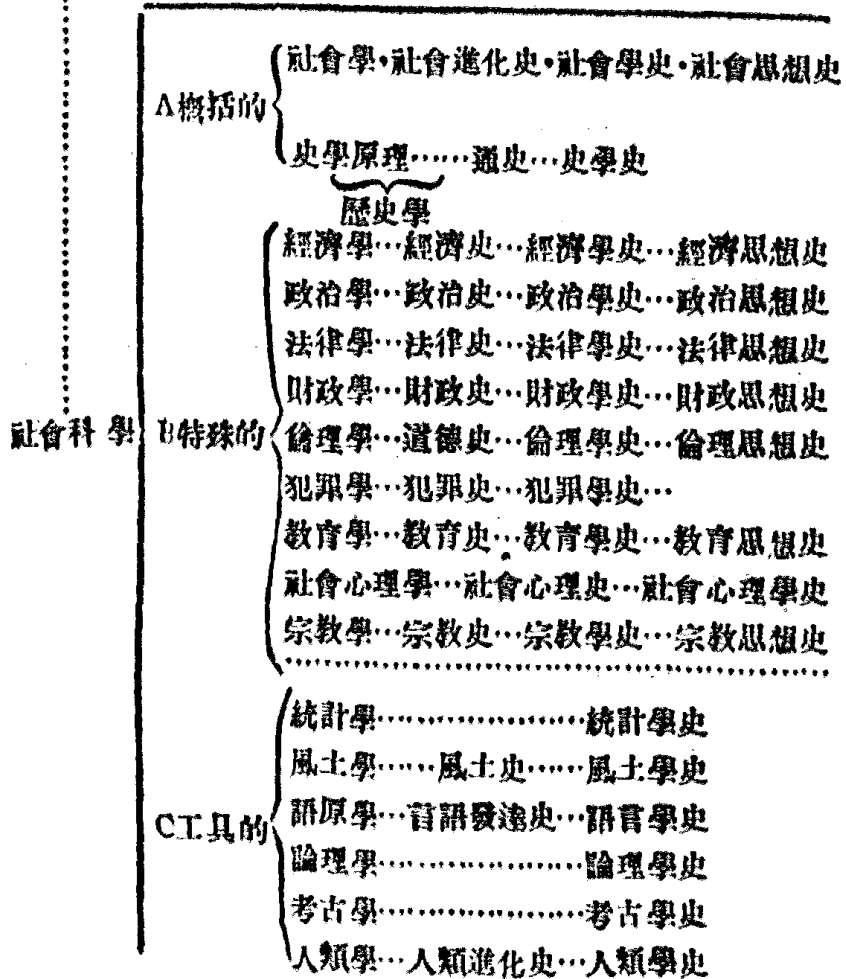 社會科學
A概括的
社會學•社會進化史•社會學史•社會思想史
史學原理……通史…史學史
歷史學
B特殊的
經濟學…經濟史…經濟學史…經濟思想史
政治學…政治史…政治學史…政治思想史
法律學…法律史…法律學史…法律思想史
財政學…財政史…財政學史…財政思想史
倫理學…道德史…倫理學史…倫理思想史
犯罪學…犯罪史…犯罪學史…
教育學…教育史…教育學史…教育思想史
社會心理學…社會心理史…社會心理學史
宗教學…宗教史…宗教學史…宗教思想史
C工具的
統計學………………統計學史
風土學……風土史……風土學史
語原學…言語發達史…語言學史
論理學………………論理學史
考古學………………考古學史
人類學…人類進化史…人類學史